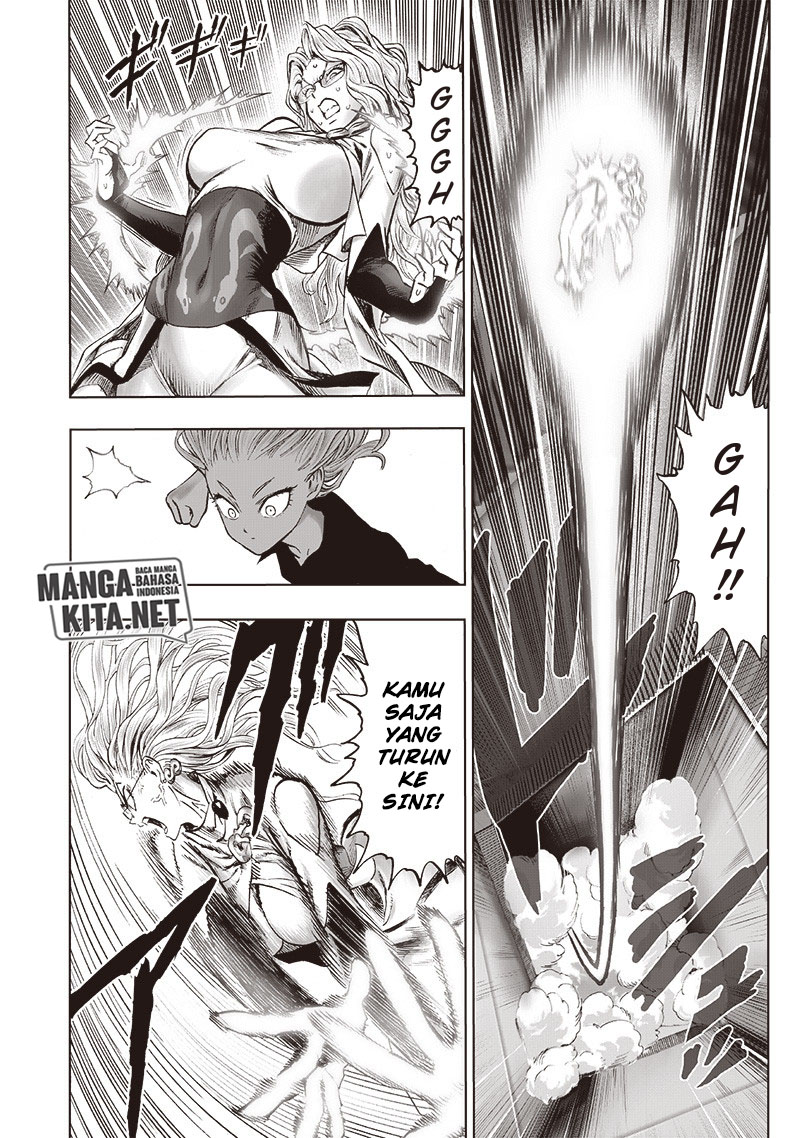 GAH!!
ギギギ
GGGH
MANGA
KITA.NET
BACA MANGA
BAHASA
INDONESIA
KAMU
SAJA
YANG
TURUN
KE
SINI!